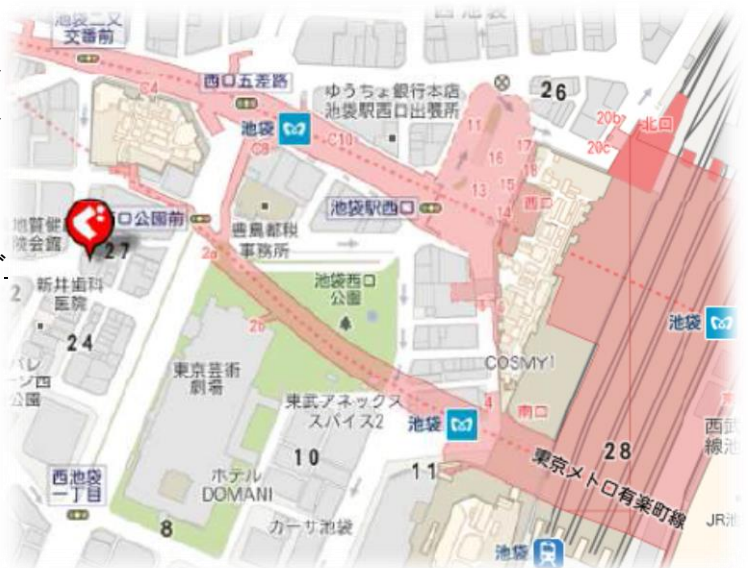 池袋二又
交番前
西池袋
西口五差路
C4
池袋
ゆうちょ銀行本店
池袋駅西口出張所
26
20b
20c
北口
C8
C10
11
16
17
18
13
15
14
西口
池袋駅西口
口公園前
27
豊島都税
事務所
2a
新井歯科
医院
池袋西口
公園
2b
24
池袋
COSMY1
東京芸術
劇場
東武アネックス
スパイス2
池袋
4
南口
10
11
28
東京メトロ有楽町線
西池袋
一丁目
ホテル
DOMANI
8
カーサ池袋
池袋